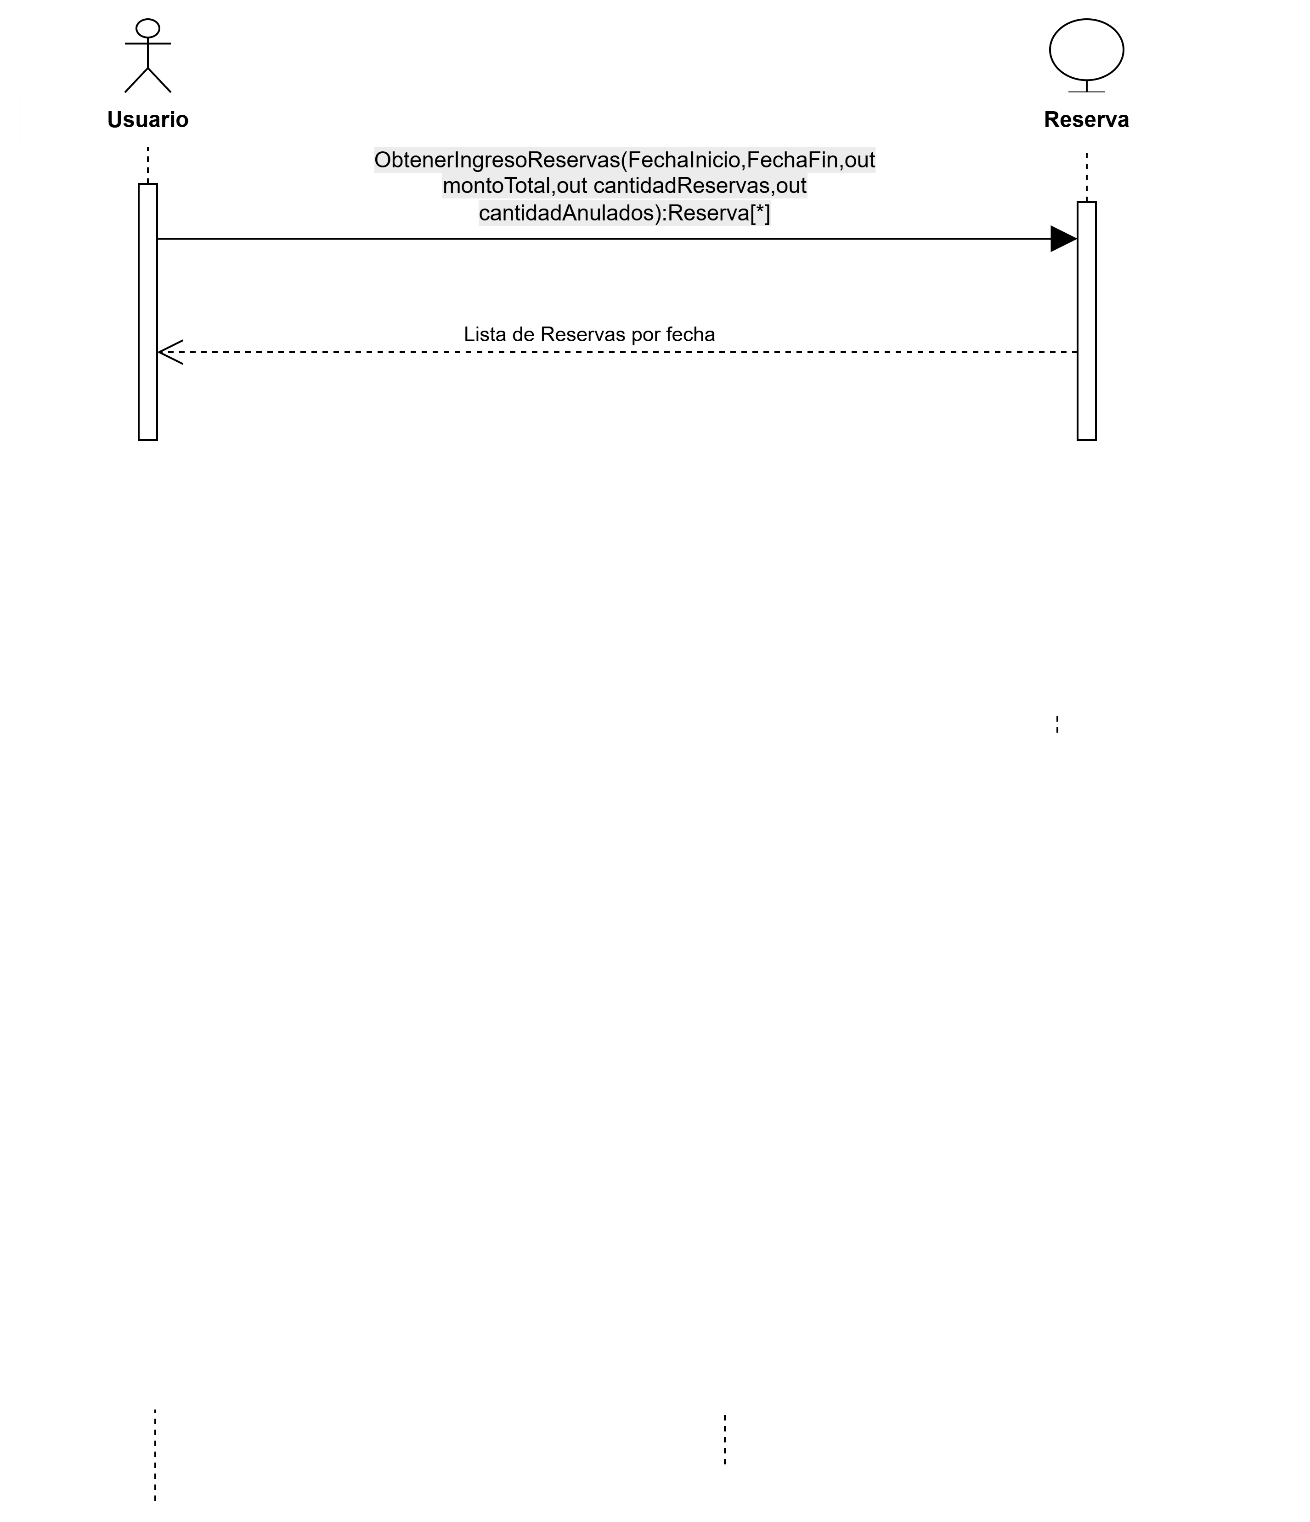 Usuario
Reserva
ObtenerIngresoReservas(FechaInicio,FechaFin,out
montoTotal,out cantidadReservas,out
cantidadAnulados):Reserva[*]
Lista de Reservas por fecha